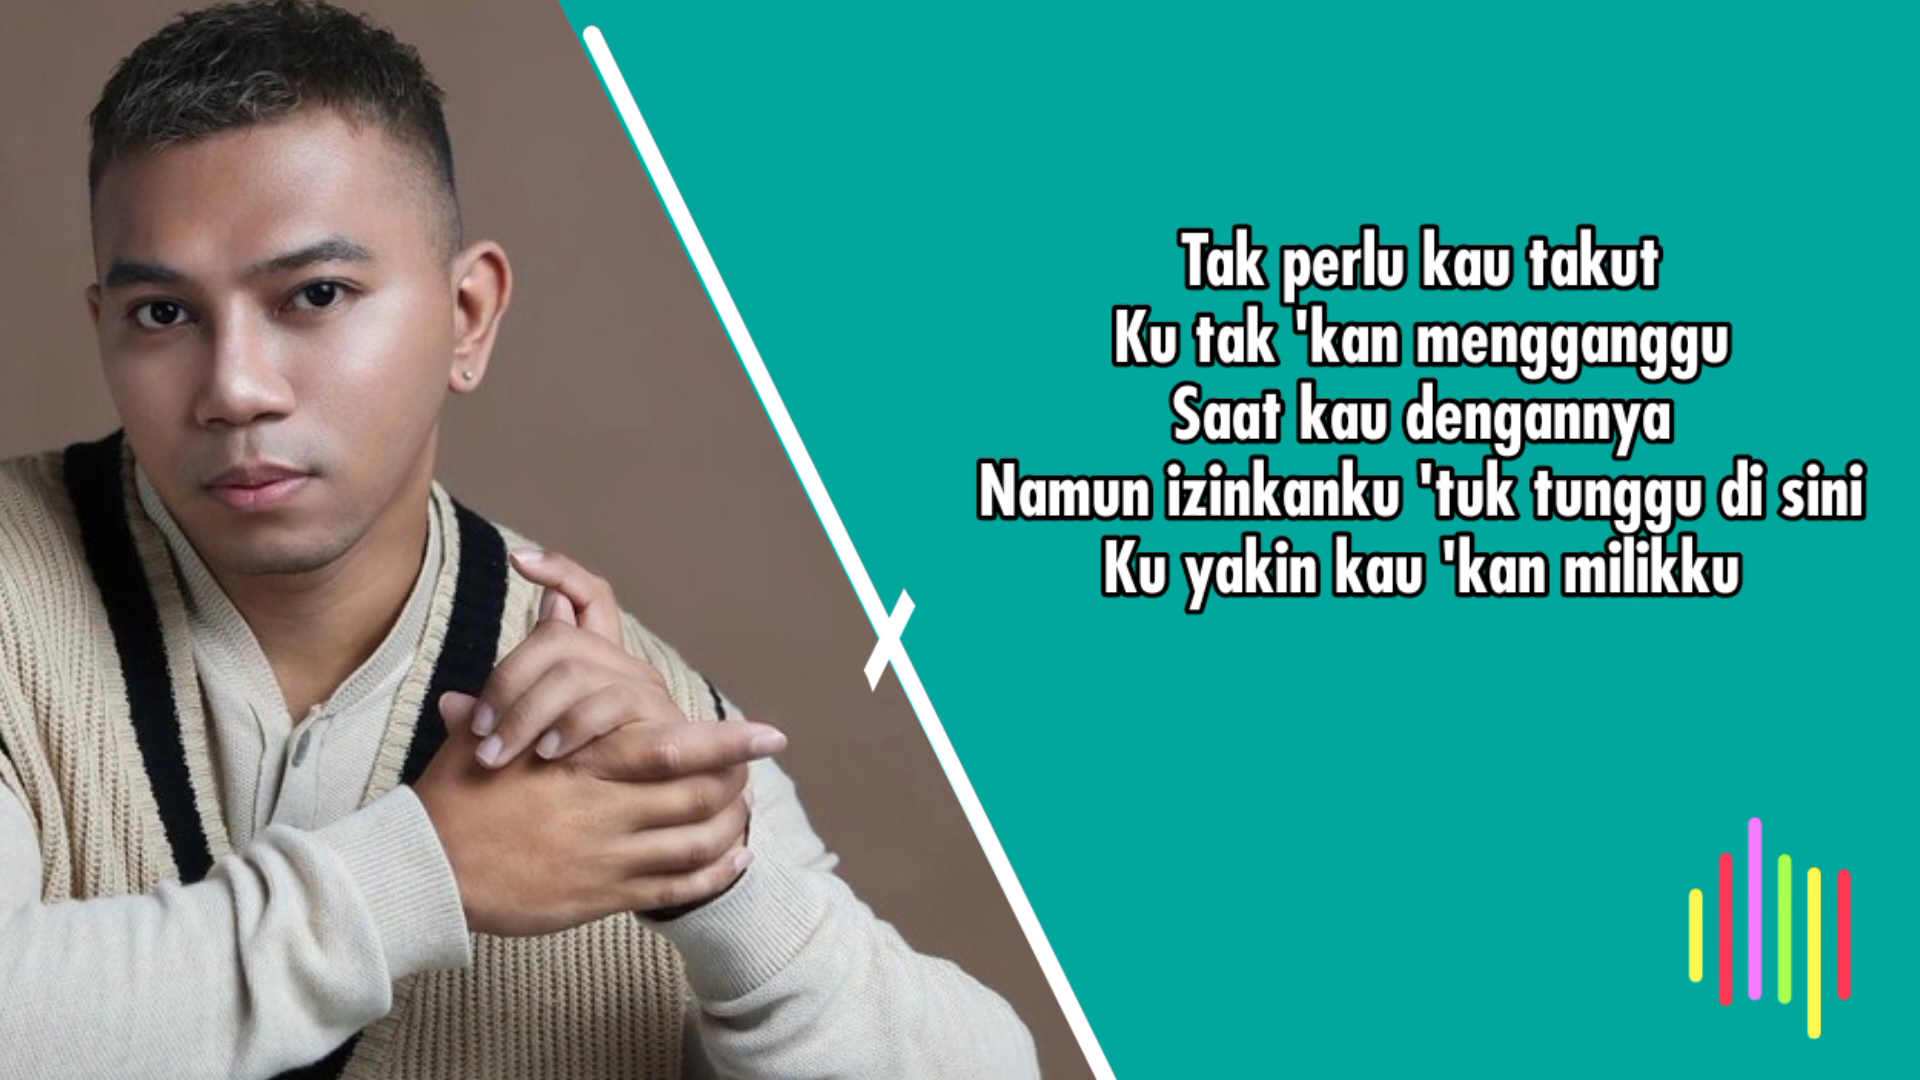 Tak perlu kau takut
Ku tak 'kan mengganggu
Saat kau dengannya
Namun izinkanku 'tuk tunggu di sini
Ku yakin kau 'kan milikku